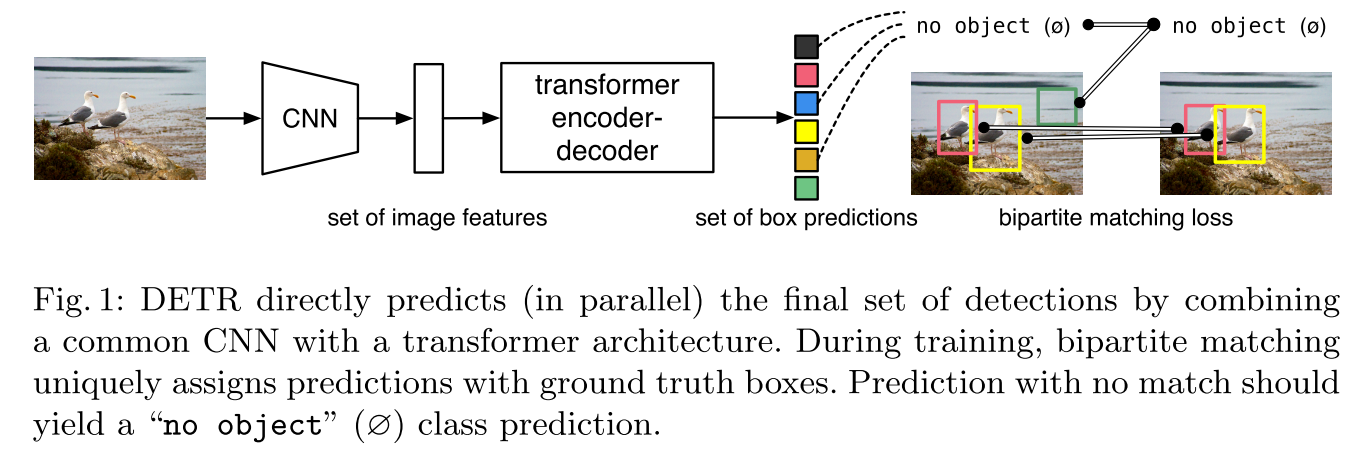 no object (ø)
no object (ø)
CNN
transformer
encoder-
decoder
set of image features
set of box predictions
bipartite matching loss
Fig. 1: DETR directly predicts (in parallel) the final set of detections by combining
a common CNN with a transformer architecture. During training, bipartite matching
uniquely assigns predictions with ground truth boxes. Prediction with no match should
yield a “no object” (∅) class prediction.